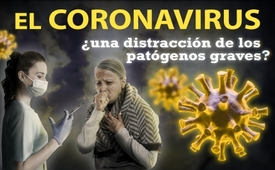 EL CORONAVIRUS
¿una distracción de los
patógenos graves?